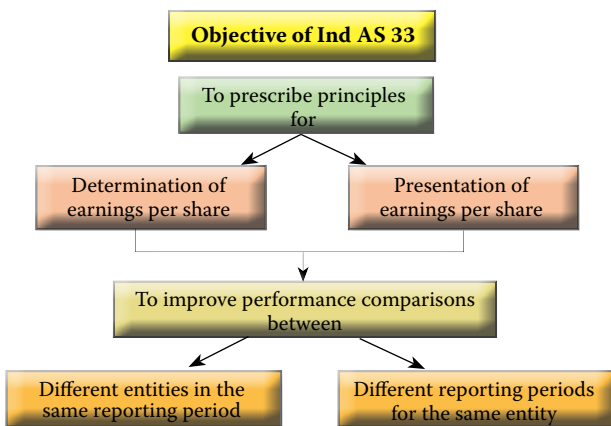 Objective of Ind AS 33
To prescribe principles
for
Determination of
earnings per share
Presentation of
earnings per share
To improve performance comparisons
between
Different entities in the
same reporting period
Different reporting periods
for the same entity